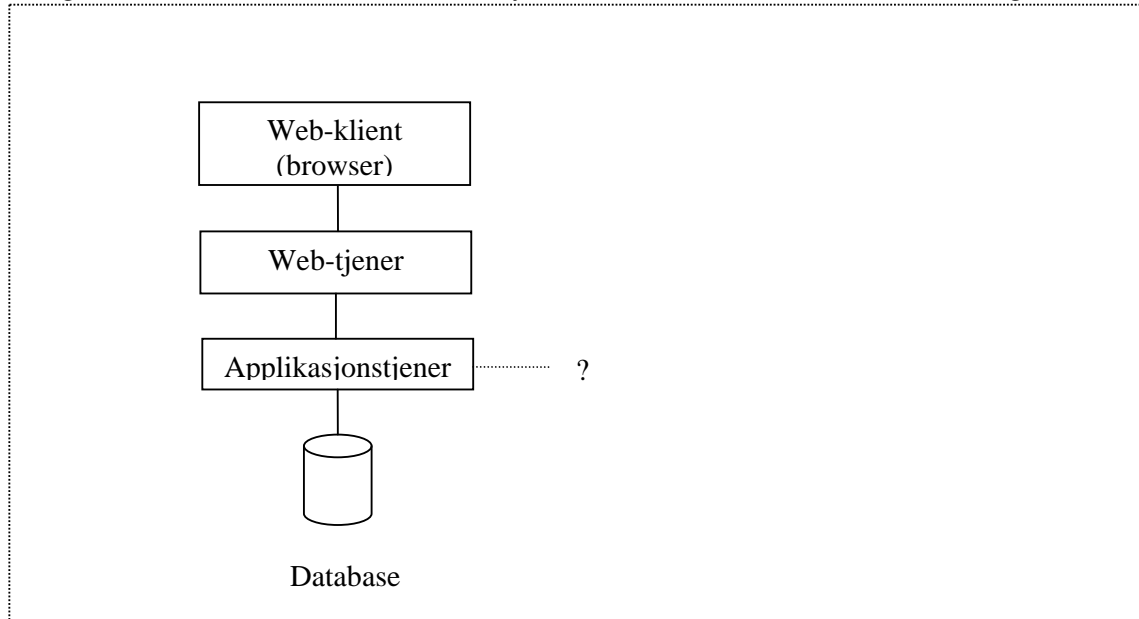 Web-klient
(browser)
Web-tjener
Applikasjonstjener
?
Database